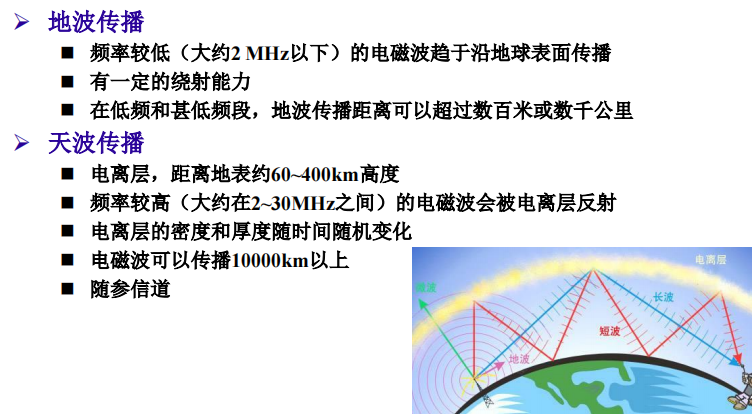 地波传播
频率较低（大约2 MHz以下）的电磁波趋于沿地球表面传播
有一定的绕射能力
在低频和甚低频段，地波传播距离可以超过数百米或数千公里
天波传播
电离层，距离地表约60~400km高度
频率较高（大约在2~30MHz之间）的电磁波会被电离层反射
电离层的密度和厚度随时间随机变化
电磁波可以传播10000km以上
随参信道
电离层
微波
长波
短波
地波